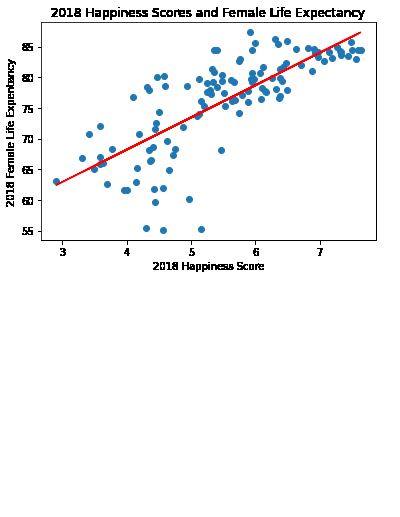 2018 Happiness Scores and Female Life Expectancy
85
80
75
70
65
60
55
2018 Female Life Expentancy
3 4 5 6 7
2018 Happiness Score